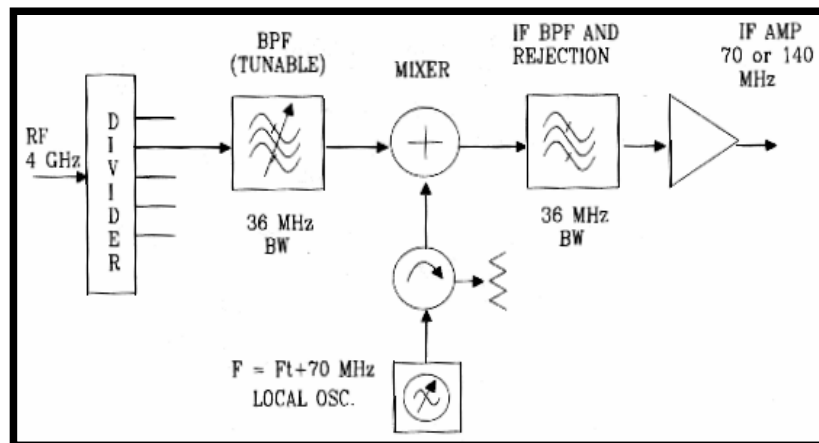 BPF
(TUNABLE)
MIXER
IF BPF AND
REJECTION
IF AMP
70 or 140
MHz
RF
4 GHz
DIVIDER
36 MHz
BW
36 MHz
BW
F = Ft+70 MHz
LOCAL OSC.